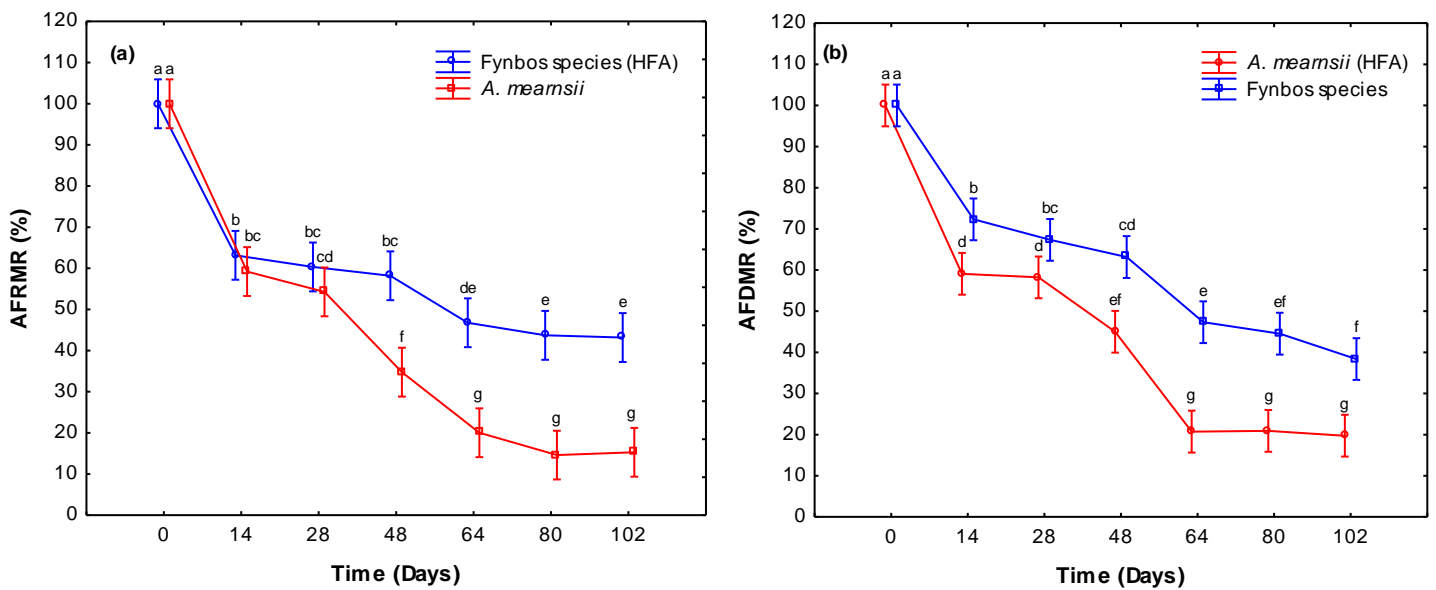 (a)
Fynbos species (HFA)
A. mearnsii
AFRMR (%)
120
110
100
90
80
70
60
50
40
30
20
10
0
a a
b
bc
bc
cd
bc
f
de
g
e
g
e
g
0 14 28 48 64 80 102
Time (Days)
(b)
A. mearnsii (HFA)
Fynbos species
AFDMR (%)
120
110
100
90
80
70
60
50
40
30
20
10
0
a a
b
d
bc
d
cd
ef
e
g
ef
g
f
g
0 14 28 48 64 80 102
Time (Days)